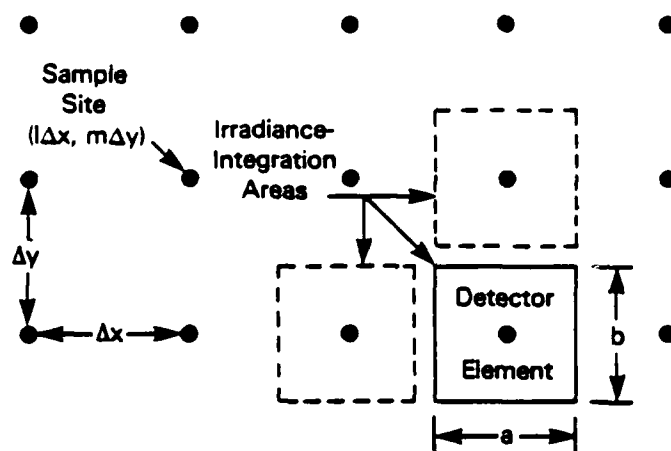 Sample
Site
(lΔx, mΔy)
Irradiance-
Integration
Areas
Δy
Δx
Detector
Element
b
a